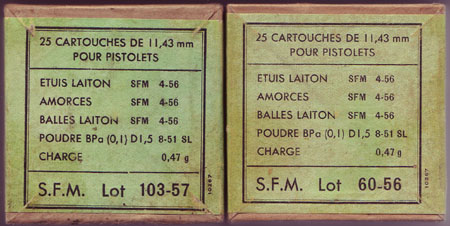 25 CARTOUCHES DE 11,43 mm
POUR PISTOLETS
ETUIS LAITON SFM 4-56
AMORCES SFM 4-56
BALLES LAITON SFM 4-56
POUDRE BPa (0,1) D1,5 8-51 SL
CHARGE 0,47 g
S.F.M. Lot 103-57
10267
25 CARTOUCHES DE 11,43 mm
POUR PISTOLETS
ETUIS LAITON SFM 4-56
AMORCES SFM 4-56
BALLES LAITON SFM 4-56
POUDRE BPa (0,1) D1,5 8-51 SL
CHARGE 0,47 g
S.F.M. Lot 60-56
10267